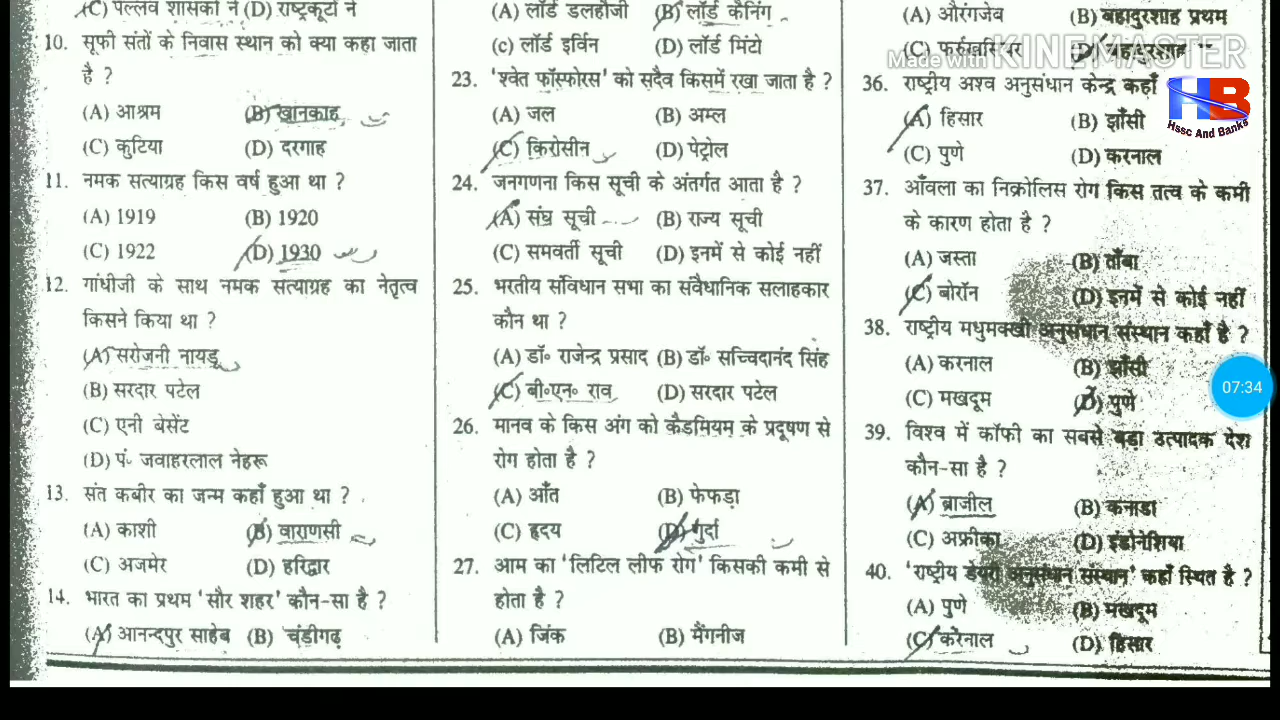 (C) पल्लव शासकों ने (D) राष्ट्रकूटों ने
10. सूफी संतों के निवास स्थान को क्या कहा जाता
है ?
(A) आश्रम (B) खानकाह
(C) कुटिया (D) दरगाह
11. नमक सत्याग्रह किस वर्ष हुआ था ?
(A) 1919 (B) 1920
(C) 1922 (D) 1930
12. गांधीजी के साथ नमक सत्याग्रह का नेतृत्व
किसने किया था ?
(A) सरोजनी नायडू
(B) सरदार पटेल
(C) एनी बेसेंट
(D) पं॰ जवाहरलाल नेहरू
13. संत कबीर का जन्म कहाँ हुआ था ?
(A) काशी (B) वाराणसी
(C) अजमेर (D) हरिद्वार
14. भारत का प्रथम 'सौर शहर' कौन-सा है ?
(A) आनन्दपुर साहेब (B) चंडीगढ़
(A) लॉर्ड डलहौजी (B) लॉर्ड कैनिंग
(c) लॉर्ड इर्विन (D) लॉर्ड मिंटो
23. 'श्वेत फॉस्फोरस' को सदैव किसमें रखा जाता है ?
(A) जल (B) अम्ल
(C) किरोसीन (D) पेट्रोल
24. जनगणना किस सूची के अंतर्गत आता है ?
(A) संघ सूची (B) राज्य सूची
(C) समवर्ती सूची (D) इनमें से कोई नहीं
25. भरतीय संविधान सभा का संवैधानिक सलाहकार
कौन था ?
(A) डॉ॰ राजेन्द्र प्रसाद (B) डॉ॰ सच्चिदानंद सिंह
(C) बी॰एन॰ राव (D) सरदार पटेल
26. मानव के किस अंग को कैडमियम के प्रदूषण से
रोग होता है ?
(A) आँत (B) फेफड़ा
(C) हृदय (D) गुर्दा
27. आम का 'लिटिल लीफ रोग' किसकी कमी से
होता है ?
(A) जिंक (B) मैंगनीज
(A) औरंगजेब (B) बहादुरशाह प्रथम
(C) फर्रुखसियर (D) बहादुरशाह
Made with KINEMASTER
36. राष्ट्रीय अश्व अनुसंधान केन्द्र कहाँ
(A) हिसार (B) झाँसी
(C) पुणे (D) करनाल
HB
Hssc And Banks
37. आँवला का निक्रोलिस रोग किस तत्व के कमी
के कारण होता है ?
(A) जस्ता (B) ताँबा
(C) बोरॉन (D) इनमें से कोई नहीं
38. राष्ट्रीय मधुमक्खी अनुसंधान संस्थान कहाँ है ?
(A) करनाल (B) झाँसी
(C) मखदूम (D) पुणे
07:34
39. विश्व में कॉफी का सबसे बड़ा उत्पादक देश
कौन-सा है ?
(A) ब्राजील (B) कनाडा
(C) अफ्रीका (D) इंडोनेशिया
40. 'राष्ट्रीय डेयरी अनुसंधान संस्थान' कहाँ स्थित है ?
(A) पुणे (B) मखदूम
(C) करनाल (D) हिसार